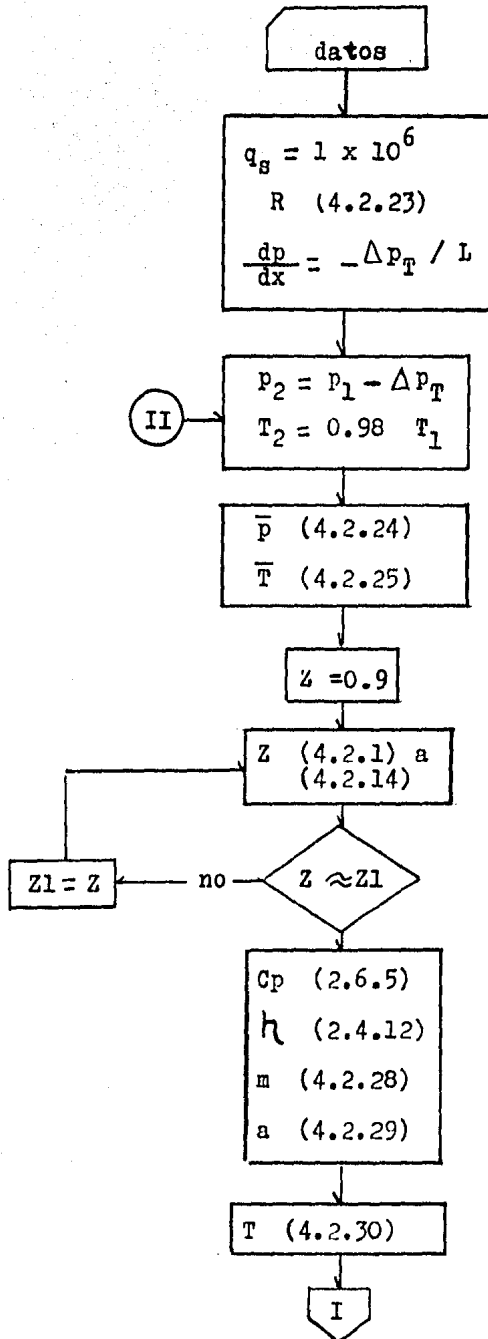 datos
q_s = 1 x 10^6
R (4.2.23)
dp/dx = -Δp_T / L
II
p_2 = p_1 - Δp_T
T_2 = 0.98 T_1
p̅ (4.2.24)
T̅ (4.2.25)
Z =0.9
Z (4.2.1) a
(4.2.14)
Z1 = Z
no
Z ≈ Z1
Cp (2.6.5)
η (2.4.12)
m (4.2.28)
a (4.2.29)
T (4.2.30)
I